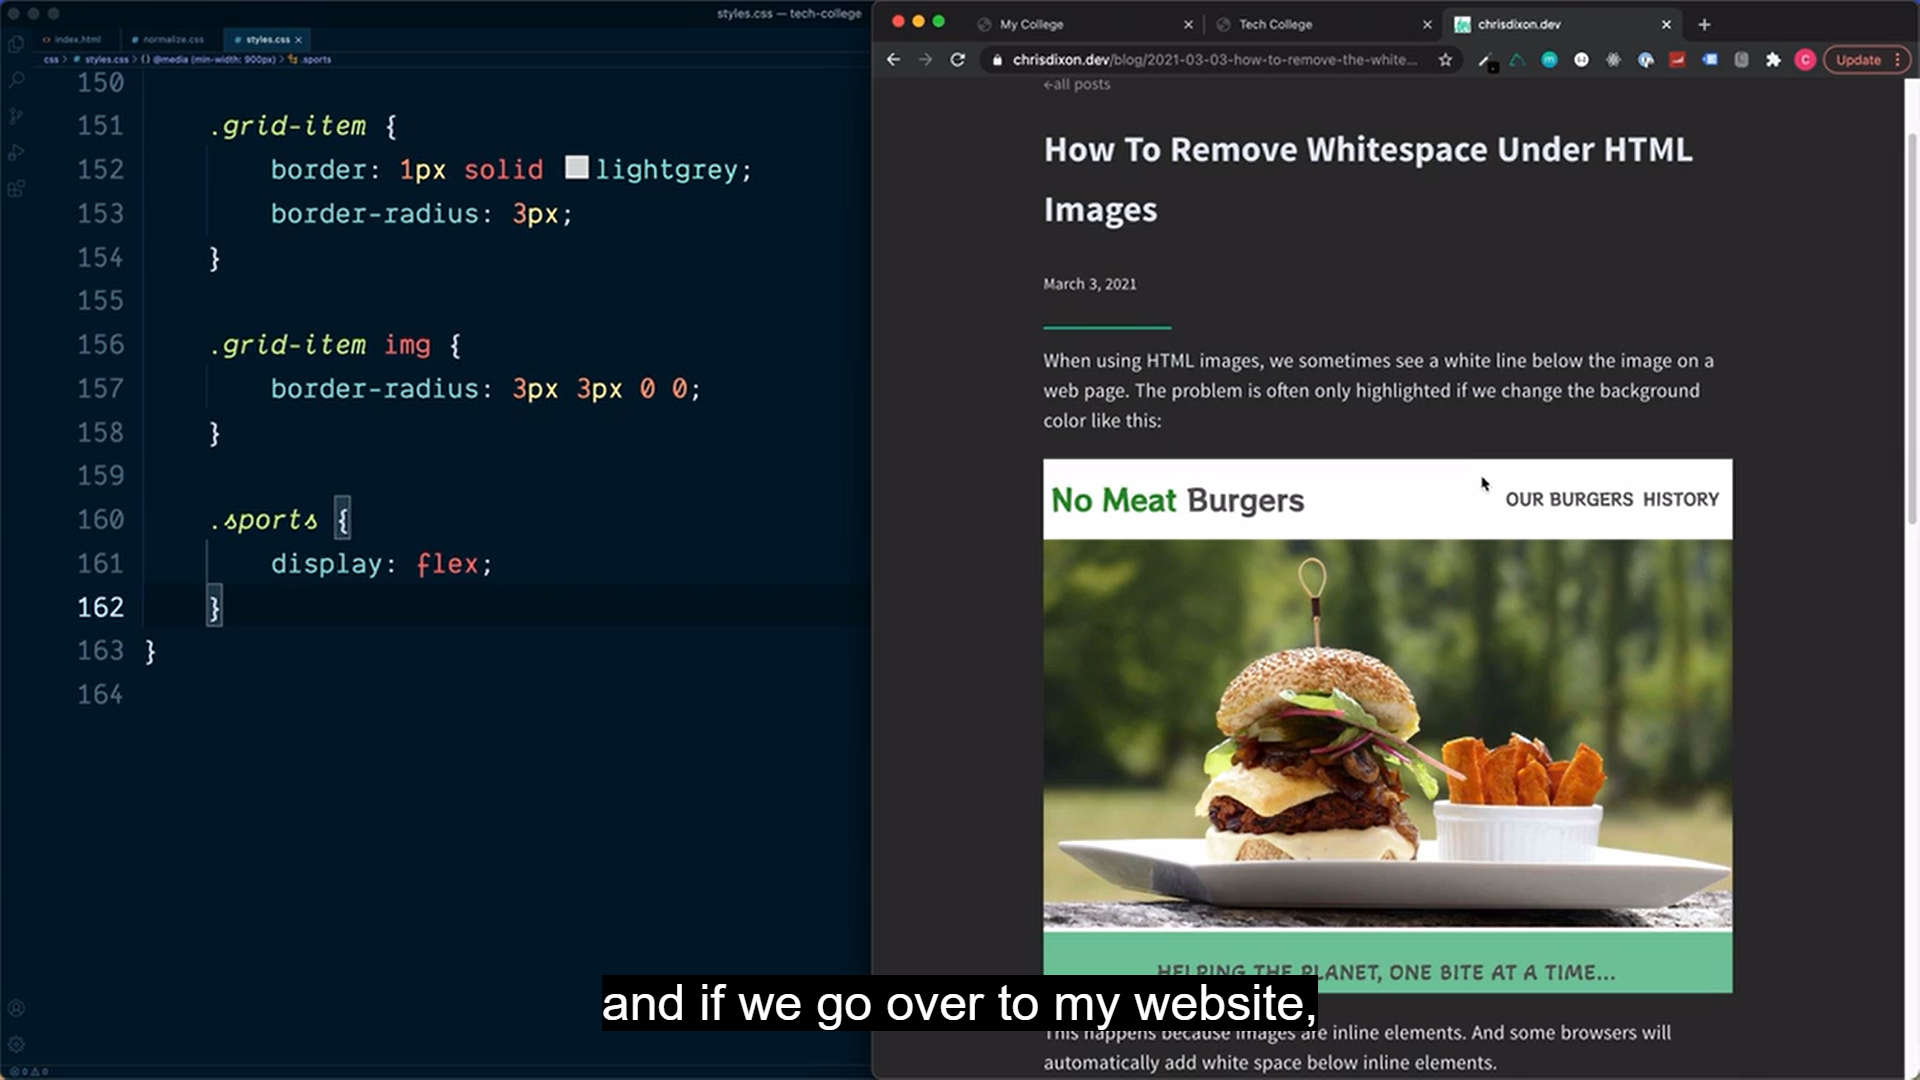 styles.css — tech-college
index.html
normalize.css
styles.css
css > styles.css > {} @media (min-width: 900px) > .sports
150
151 .grid-item {
152 border: 1px solid lightgrey;
153 border-radius: 3px;
154 }
155
156 .grid-item img {
157 border-radius: 3px 3px 0 0;
158 }
159
160 .sports {
161 display: flex;
162 }
163 }
164
My College
Tech College
chrisdixon.dev
chrisdixon.dev/blog/2021-03-03-how-to-remove-the-white...
C
Update
←all posts
How To Remove Whitespace Under HTML
Images
March 3, 2021
When using HTML images, we sometimes see a white line below the image on a
web page. The problem is often only highlighted if we change the background
color like this:
No Meat Burgers
OUR BURGERS HISTORY
HELPING THE PLANET, ONE BITE AT A TIME...
and if we go over to my website,
This happens because images are inline elements. And some browsers will
automatically add white space below inline elements.